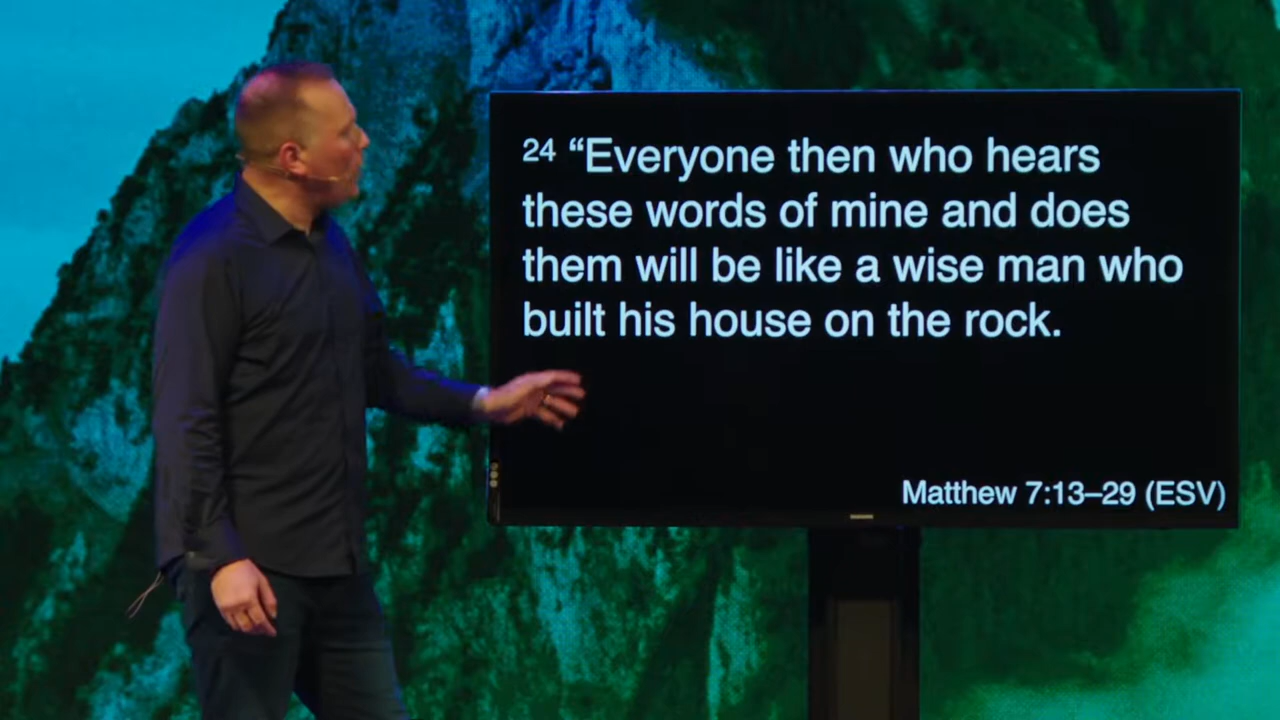 24 “Everyone then who hears
these words of mine and does
them will be like a wise man who
built his house on the rock.
Matthew 7:13–29 (ESV)